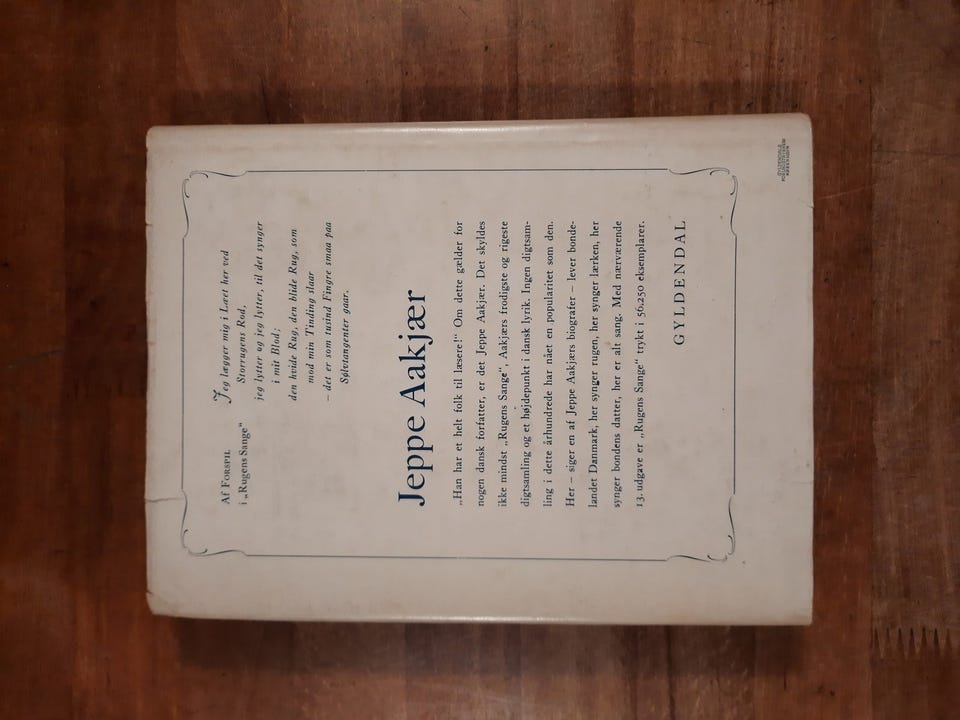 Af Forspil
i „Rugens Sange“
Jeg lægger mig i Læet her ved
Storrugens Rod,
jeg lytter og jeg lytter, til det synger
i mit Blod;
den hvide Rug, den blide Rug, som
mod min Tinding slaar
– det er som tusind Fingre smaa paa
Sølvtangenter gaar.
Jeppe Aakjær
„Han har et helt folk til læsere!“ Om dette gælder for
nogen dansk forfatter, er det Jeppe Aakjær. Det skyldes
ikke mindst „Rugens Sange“, Aakjærs frodigste og rigeste
digtsamling og et højdepunkt i dansk lyrik. Ingen digtsam-
ling i dette århundrede har nået en popularitet som den.
Her – siger en af Jeppe Aakjærs biografer – lever bonde-
landet Danmark, her synger rugen, her synger lærken, her
synger bondens datter, her er alt sang. Med nærværende
13. udgave er „Rugens Sange“ trykt i 56.250 eksemplarer.
GYLDENDAL